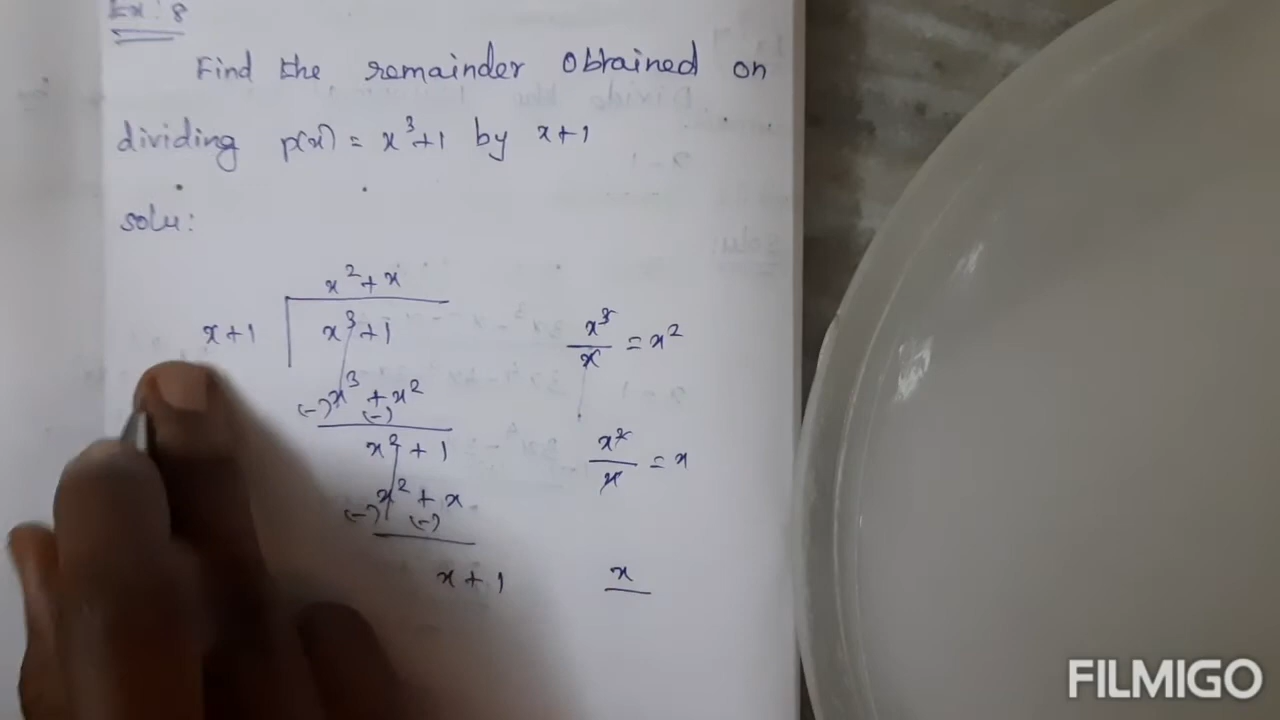 Ex: 8
Find the remainder obtained on
dividing p(x) = x³+1 by x+1
solu:
x² + x
x+1
x³+1
x³/x = x²
(-)x³ + x²
(-)
x² + 1
x²/x = x
(-)x² + x
(-)
x + 1
x
FILMIGO